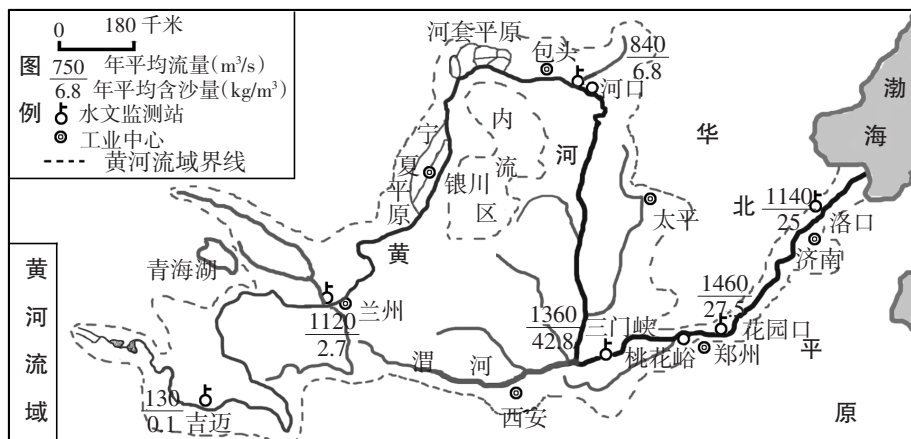 0 180 千米
图例
750 年平均流量(m³/s)
6.8 年平均含沙量(kg/m³)
水文监测站
工业中心
黄河流域界线
黄河流域
河套平原
包头
840
6.8
河口
宁夏平原
内流区
银川
黄
河
华
北
平
原
渤海
太平
1140
25
洛口
济南
青海湖
兰州
1120
2.7
1460
27.5
花园口
1360
42.8
三门峡
桃花峪
郑州
渭河
西安
130
0.1
吉迈